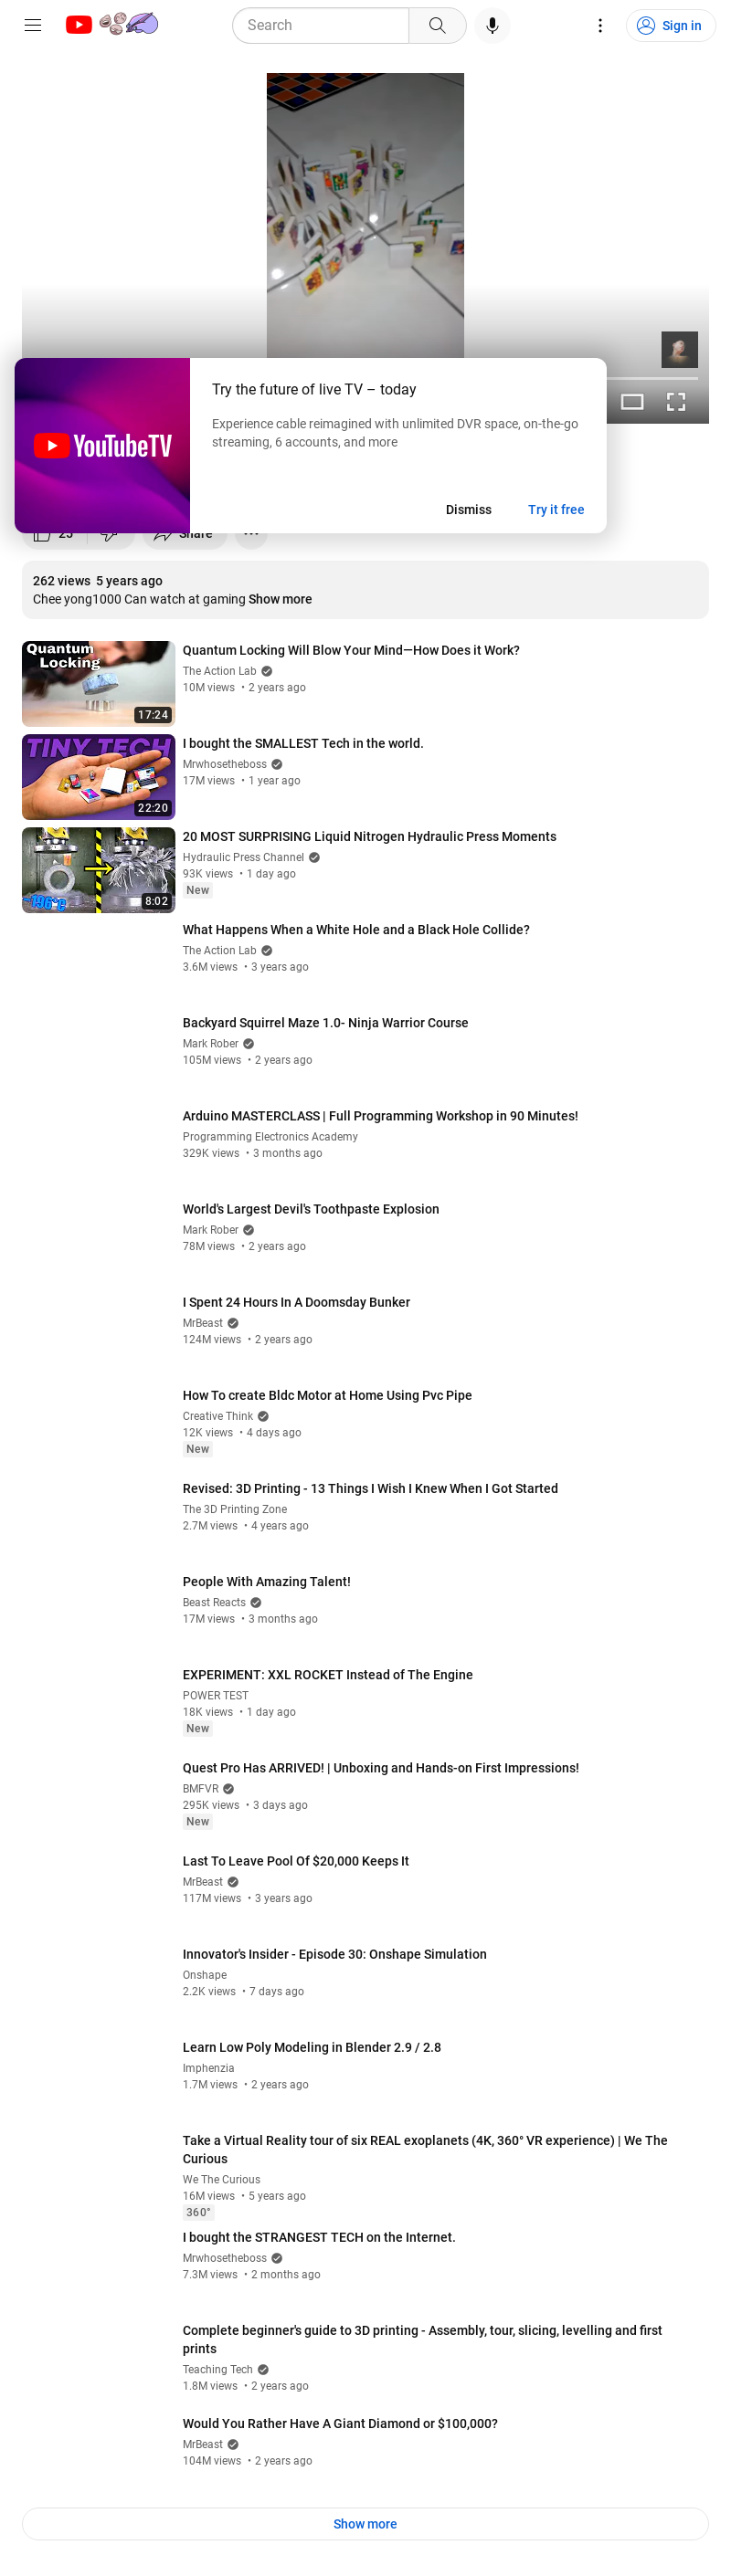 Search
Sign in
Try the future of live TV – today
Experience cable reimagined with unlimited DVR space, on-the-go
streaming, 6 accounts, and more
YouTubeTV
Dismiss
Try it free
25
Share
262 views 5 years ago
Chee yong1000 Can watch at gaming Show more
Quantum
Locking
17:24
Quantum Locking Will Blow Your Mind—How Does it Work?
The Action Lab
10M views • 2 years ago
TINY TECH
22:20
I bought the SMALLEST Tech in the world.
Mrwhosetheboss
17M views • 1 year ago
-196°c
8:02
20 MOST SURPRISING Liquid Nitrogen Hydraulic Press Moments
Hydraulic Press Channel
93K views • 1 day ago
New
What Happens When a White Hole and a Black Hole Collide?
The Action Lab
3.6M views • 3 years ago
Backyard Squirrel Maze 1.0- Ninja Warrior Course
Mark Rober
105M views • 2 years ago
Arduino MASTERCLASS | Full Programming Workshop in 90 Minutes!
Programming Electronics Academy
329K views • 3 months ago
World's Largest Devil's Toothpaste Explosion
Mark Rober
78M views • 2 years ago
I Spent 24 Hours In A Doomsday Bunker
MrBeast
124M views • 2 years ago
How To create Bldc Motor at Home Using Pvc Pipe
Creative Think
12K views • 4 days ago
New
Revised: 3D Printing - 13 Things I Wish I Knew When I Got Started
The 3D Printing Zone
2.7M views • 4 years ago
People With Amazing Talent!
Beast Reacts
17M views • 3 months ago
EXPERIMENT: XXL ROCKET Instead of The Engine
POWER TEST
18K views • 1 day ago
New
Quest Pro Has ARRIVED! | Unboxing and Hands-on First Impressions!
BMFVR
295K views • 3 days ago
New
Last To Leave Pool Of $20,000 Keeps It
MrBeast
117M views • 3 years ago
Innovator's Insider - Episode 30: Onshape Simulation
Onshape
2.2K views • 7 days ago
Learn Low Poly Modeling in Blender 2.9 / 2.8
Imphenzia
1.7M views • 2 years ago
Take a Virtual Reality tour of six REAL exoplanets (4K, 360° VR experience) | We The
Curious
We The Curious
16M views • 5 years ago
360°
I bought the STRANGEST TECH on the Internet.
Mrwhosetheboss
7.3M views • 2 months ago
Complete beginner's guide to 3D printing - Assembly, tour, slicing, levelling and first
prints
Teaching Tech
1.8M views • 2 years ago
Would You Rather Have A Giant Diamond or $100,000?
MrBeast
104M views • 2 years ago
Show more